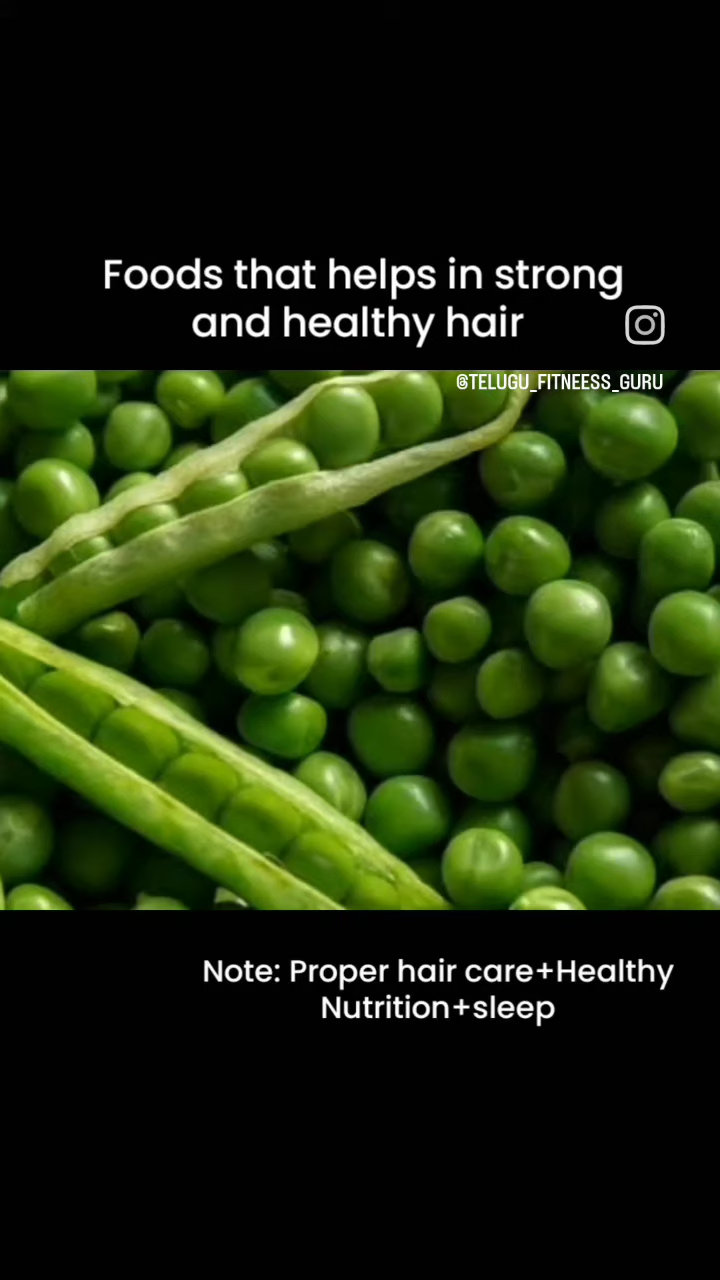 Foods that helps in strong
and healthy hair
@TELUGU_FITNEESS_GURU
Note: Proper hair care+Healthy
Nutrition+sleep